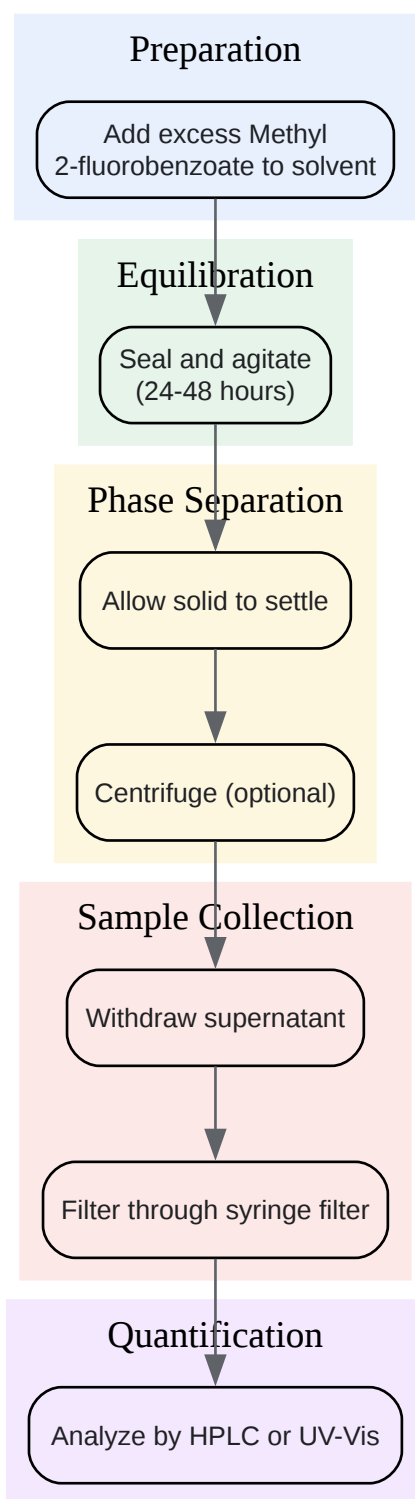 Preparation
Add excess Methyl
2-fluorobenzoate to solvent
Equilibration
Seal and agitate
(24-48 hours)
Phase Separation
Allow solid to settle
Centrifuge (optional)
Sample Collection
Withdraw supernatant
Filter through syringe filter
Quantification
Analyze by HPLC or UV-Vis